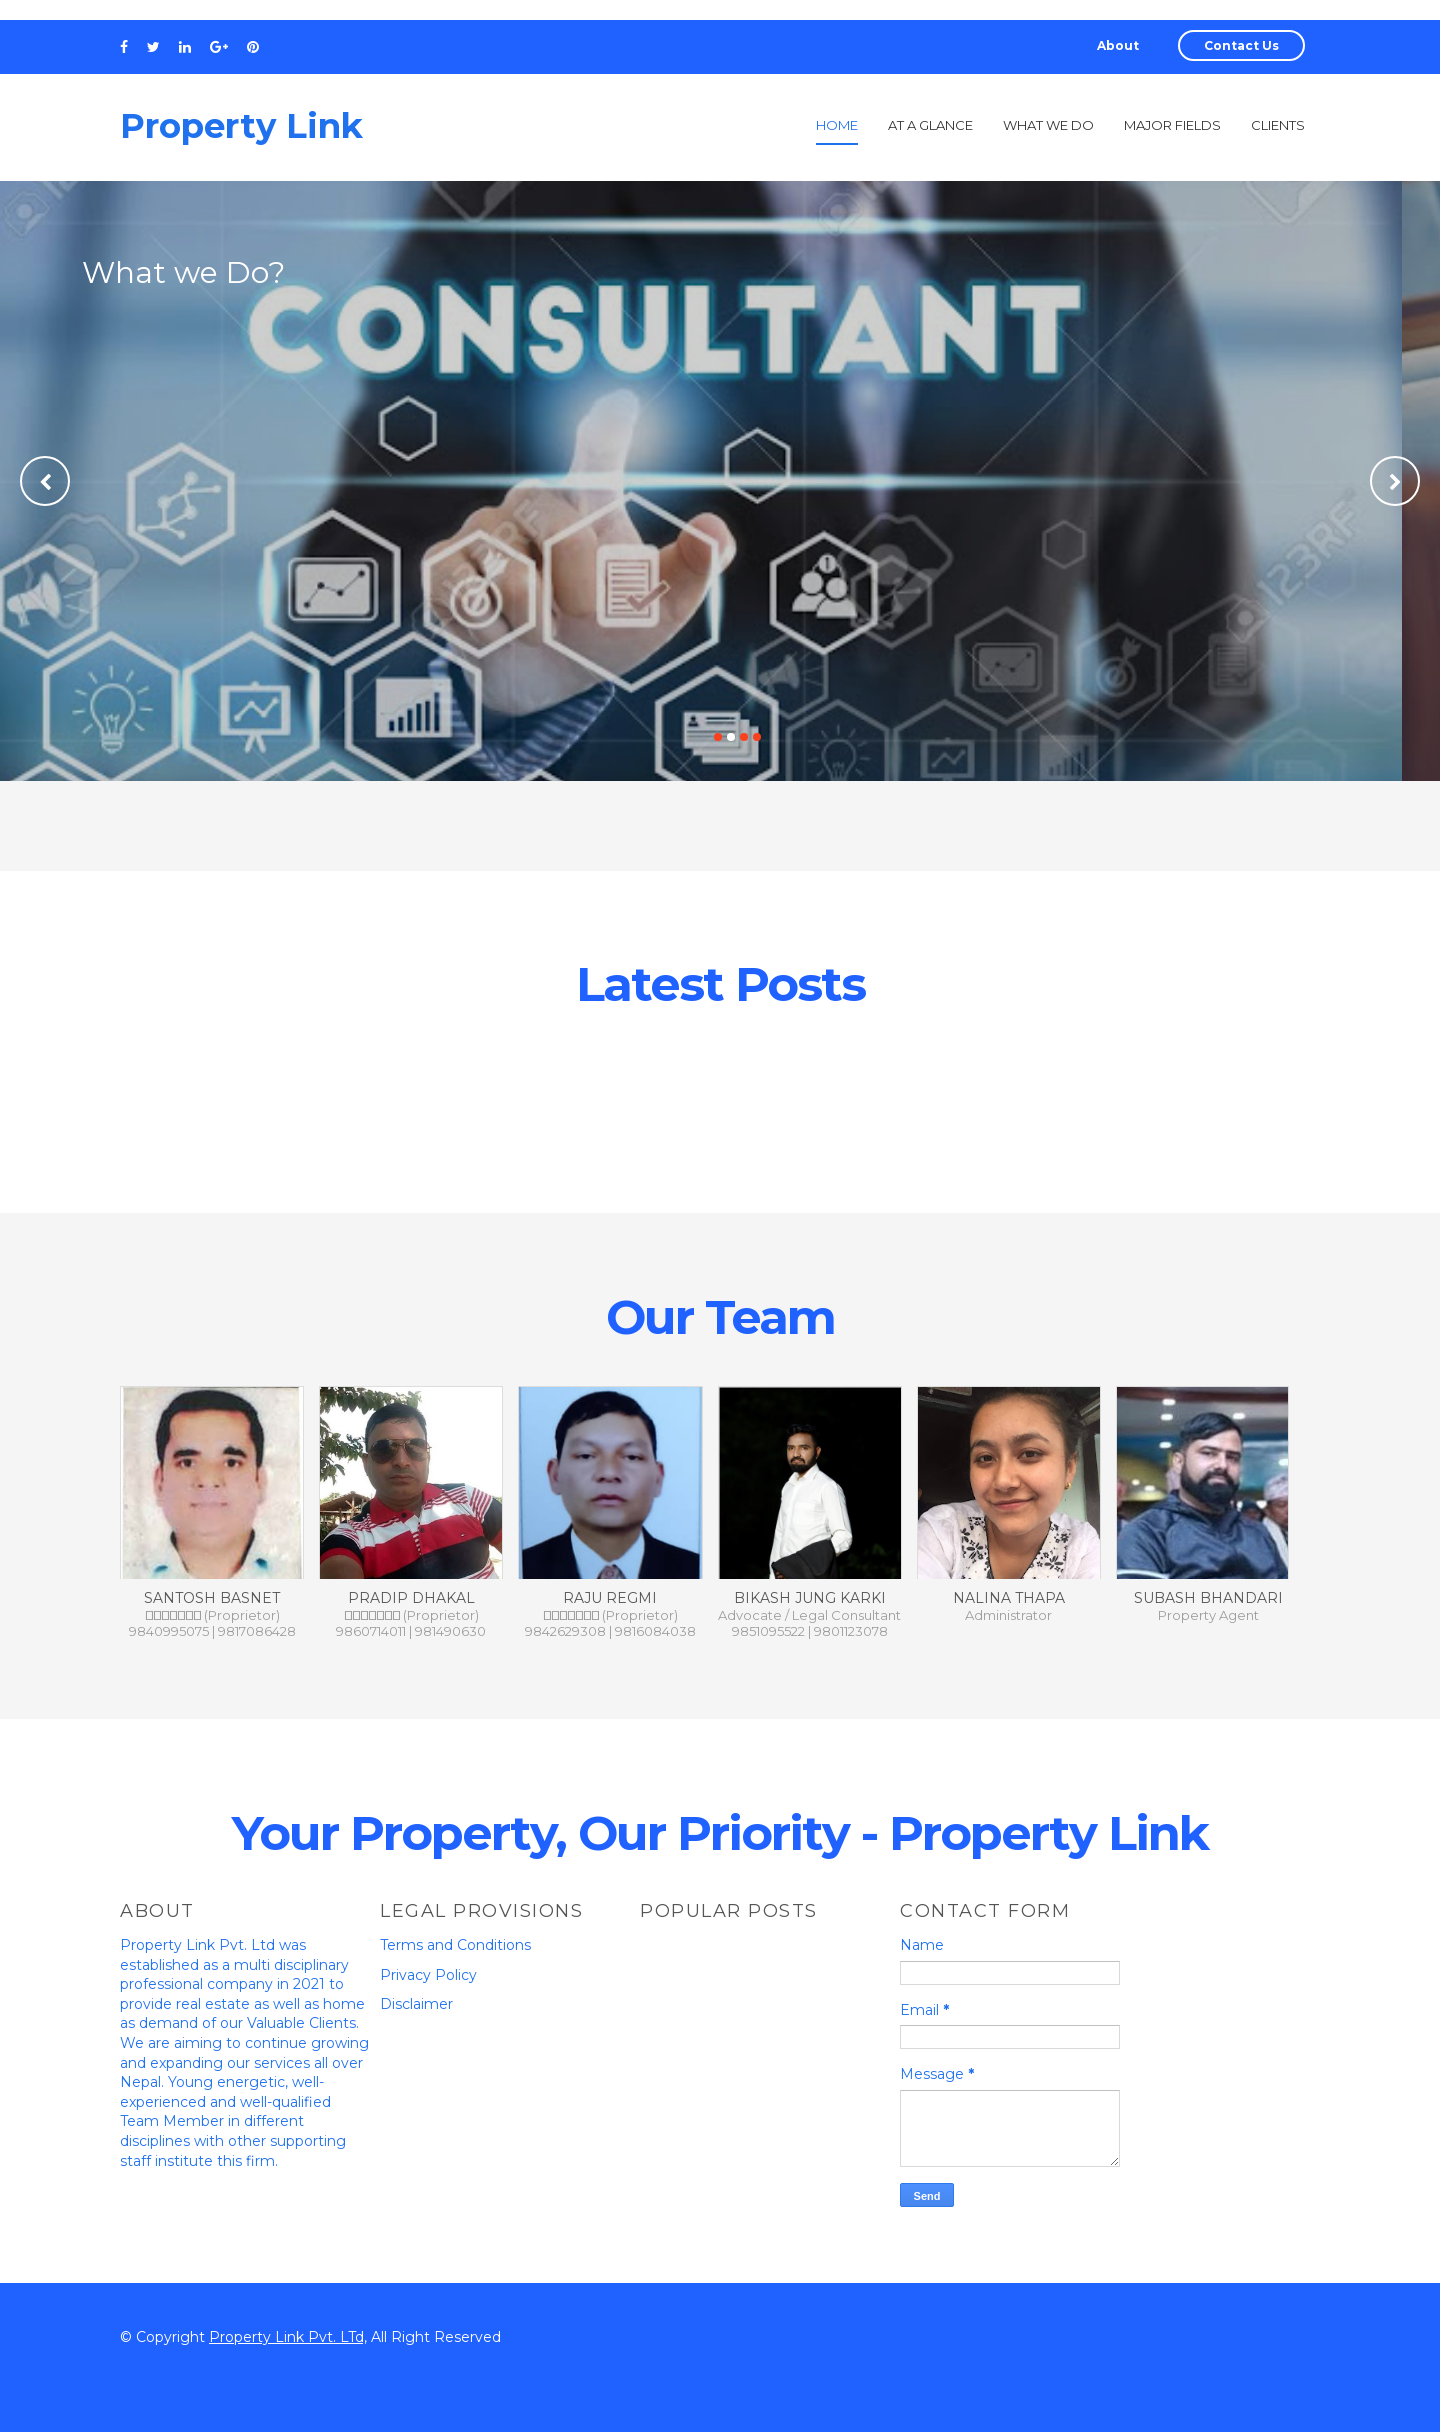 About
Contact Us
Property Link
HOME
AT A GLANCE
WHAT WE DO
MAJOR FIELDS
CLIENTS
What we Do?
CONSULTANT
123RF
Latest Posts
Our Team
SANTOSH BASNET
(Proprietor)
9840995075 | 9817086428
PRADIP DHAKAL
(Proprietor)
9860714011 | 981490630
RAJU REGMI
(Proprietor)
9842629308 | 9816084038
BIKASH JUNG KARKI
Advocate / Legal Consultant
9851095522 | 9801123078
NALINA THAPA
Administrator
SUBASH BHANDARI
Property Agent
Your Property, Our Priority - Property Link
ABOUT
Property Link Pvt. Ltd was
established as a multi disciplinary
professional company in 2021 to
provide real estate as well as home
as demand of our Valuable Clients.
We are aiming to continue growing
and expanding our services all over
Nepal. Young energetic, well-
experienced and well-qualified
Team Member in different
disciplines with other supporting
staff institute this firm.
LEGAL PROVISIONS
Terms and Conditions
Privacy Policy
Disclaimer
POPULAR POSTS
CONTACT FORM
Name
Email *
Message *
Send
© Copyright Property Link Pvt. LTd, All Right Reserved